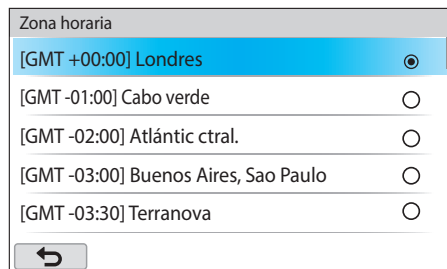 Zona horaria
[GMT +00:00] Londres
[GMT -01:00] Cabo verde
[GMT -02:00] Atlántic ctral.
[GMT -03:00] Buenos Aires, Sao Paulo
[GMT -03:30] Terranova